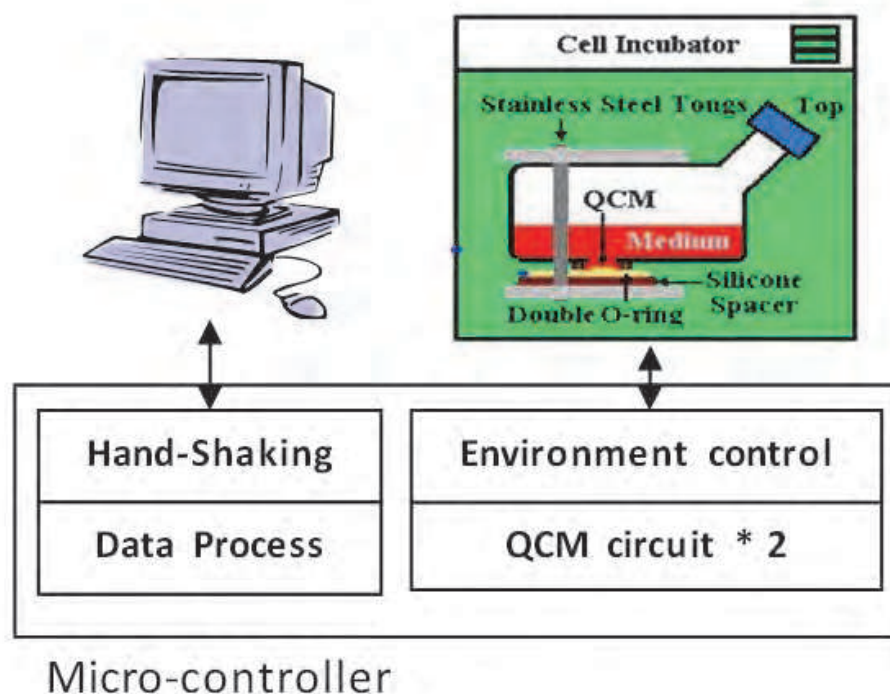 Cell Incubator
Stainless Steel Tongs Top
QCM
Medium
Silicone
Spacer
Double O-ring
Hand-Shaking
Environment control
Data Process
QCM circuit * 2
Micro-controller